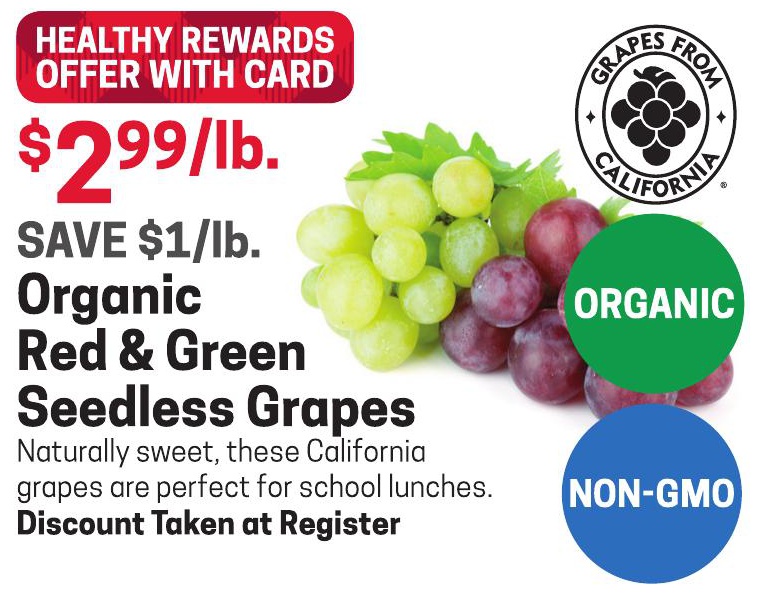 HEALTHY REWARDS
OFFER WITH CARD
$2.99/lb.
SAVE $1/lb.
Organic
Red & Green
Seedless Grapes
Naturally sweet, these California
grapes are perfect for school lunches.
Discount Taken at Register
GRAPES FROM
CALIFORNIA
®
ORGANIC
NON-GMO